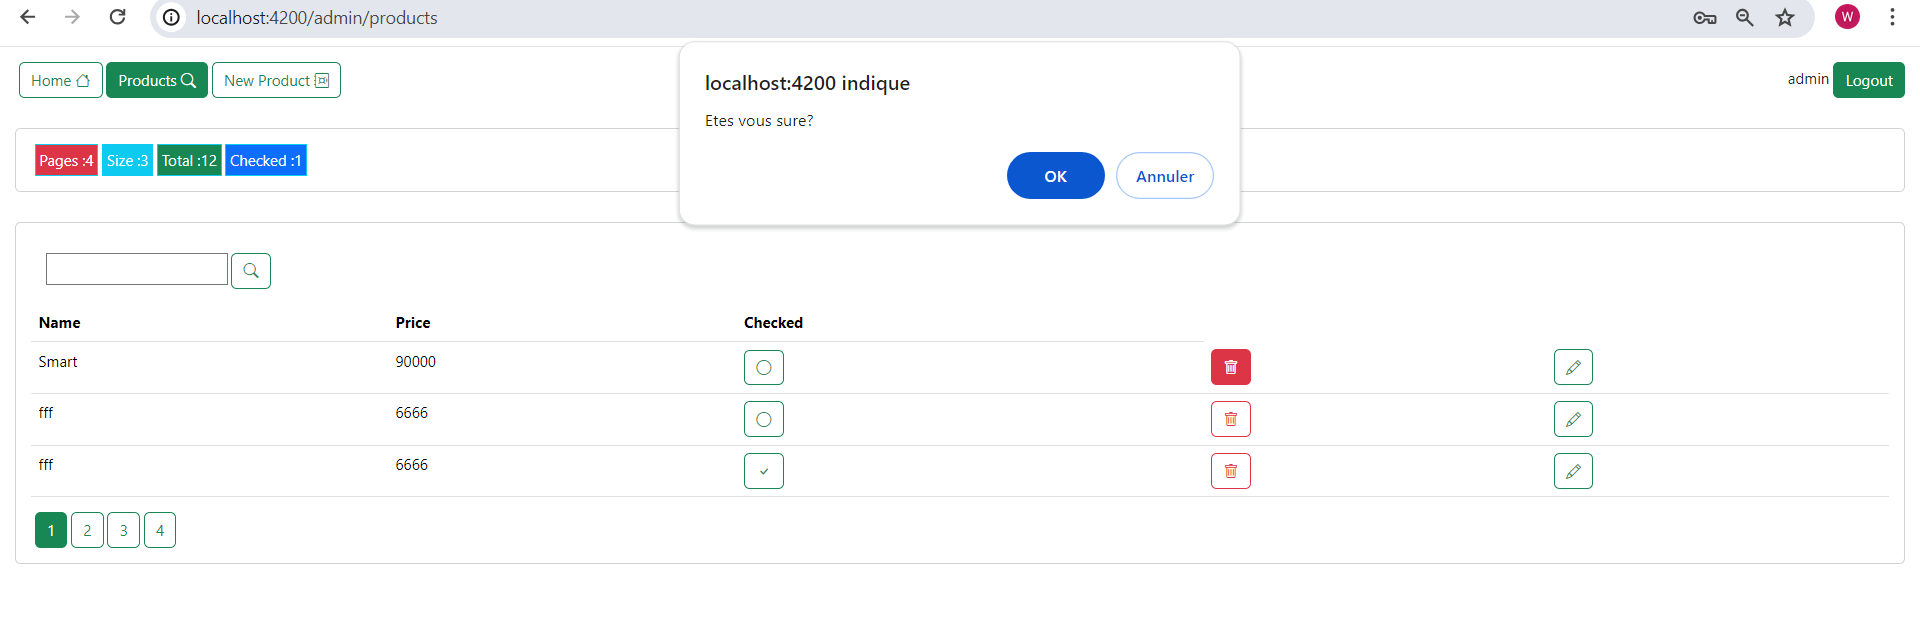 localhost:4200/admin/products
W
localhost:4200 indique
Etes vous sure?
OK Annuler
Home Products New Product
admin Logout
Pages :4 Size :3 Total :12 Checked :1
Name Price Checked
Smart 90000
fff 6666
fff 6666
1 2 3 4